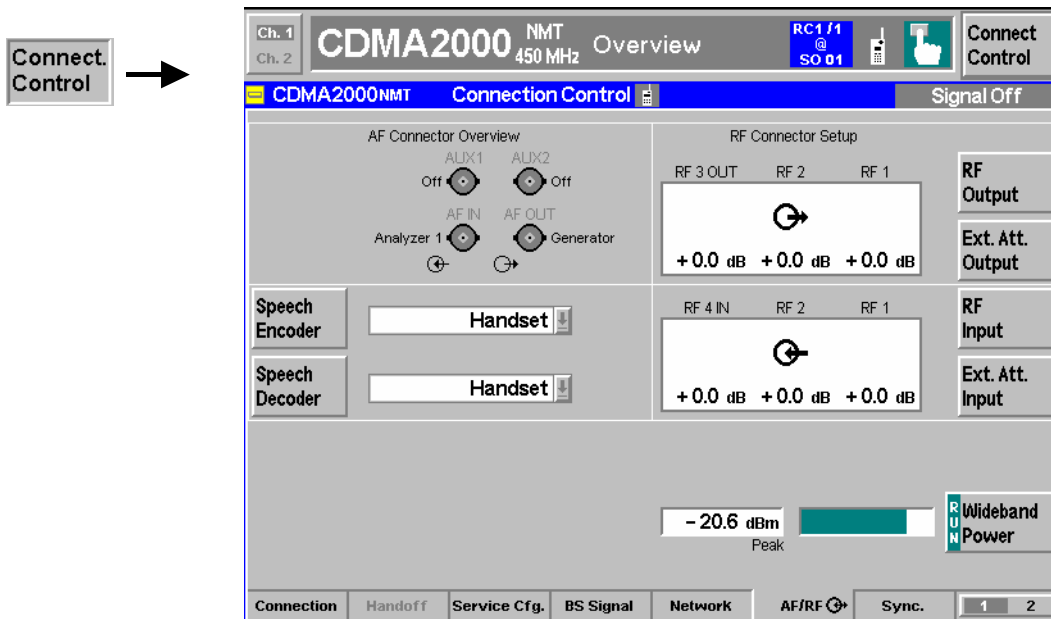 Connect.
Control
Ch. 1
Ch. 2
CDMA2000 NMT 450 MHz Overview
RC1/1
@
SO 01
Connect
Control
CDMA2000NMT Connection Control
Signal Off
AF Connector Overview
AUX1 AUX2
Off Off
AF IN AF OUT
Analyzer 1 Generator
RF Connector Setup
RF 3 OUT RF 2 RF 1
+0.0 dB +0.0 dB +0.0 dB
RF
Output
Ext. Att.
Output
Speech
Encoder
Handset
Speech
Decoder
Handset
RF 4 IN RF 2 RF 1
+0.0 dB +0.0 dB +0.0 dB
RF
Input
Ext. Att.
Input
– 20.6 dBm
Peak
RUN
Wideband
Power
Connection Handoff Service Cfg. BS Signal Network AF/RF Sync. 1 2